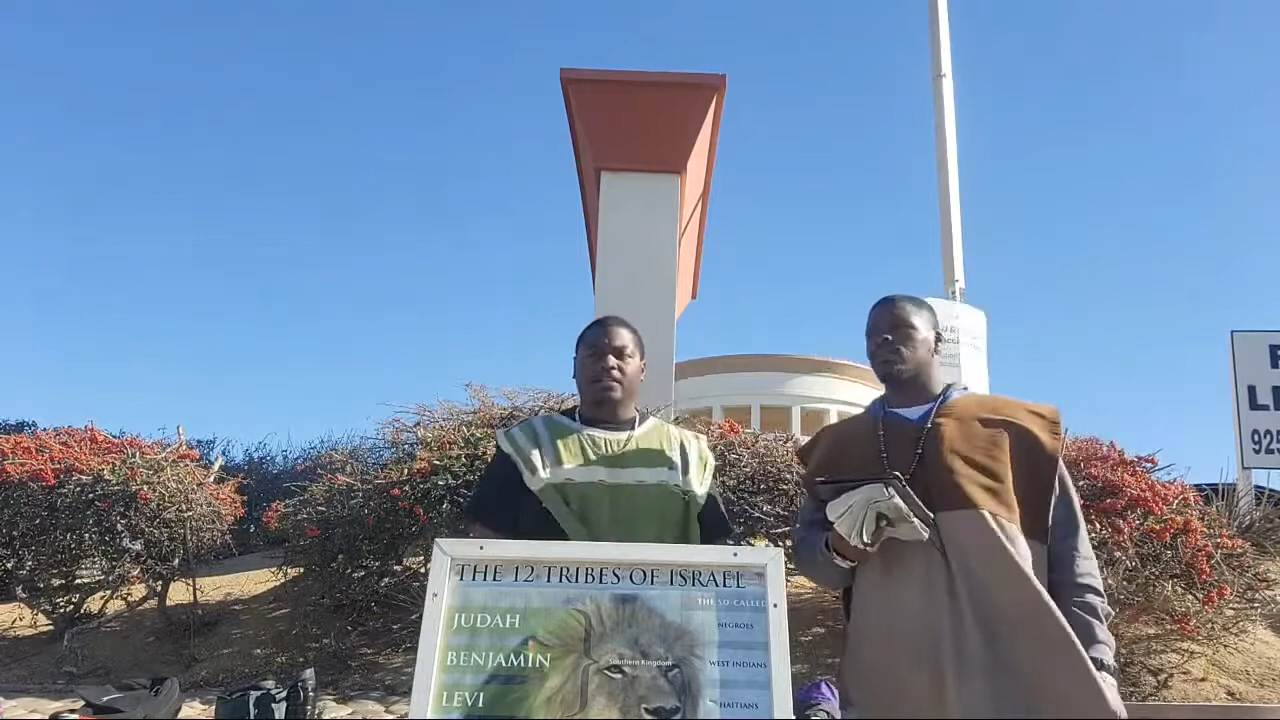 THE 12 TRIBES OF ISRAEL
THE SO-CALLED
JUDAH
NEGROES
BENJAMIN
Southern Kingdom
WEST INDIANS
LEVI
HAITIANS
925